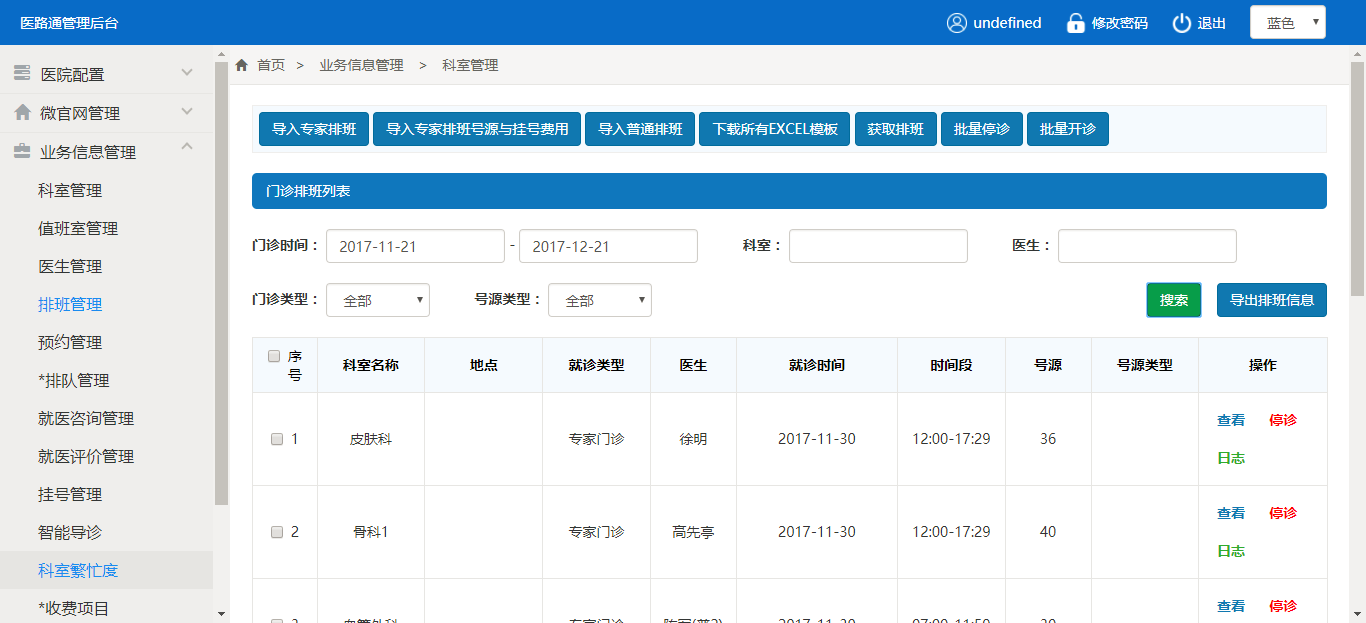 医路通管理后台
undefined 修改密码 退出 蓝色
医院配置
微官网管理
业务信息管理
科室管理
值班室管理
医生管理
排班管理
预约管理
*排队管理
就医咨询管理
就医评价管理
挂号管理
智能导诊
科室繁忙度
*收费项目
首页 > 业务信息管理 > 科室管理
导入专家排班 导入专家排班号源与挂号费用 导入普通排班 下载所有EXCEL模板 获取排班 批量停诊 批量开诊
门诊排班列表
门诊时间： 2017-11-21 - 2017-12-21 科室： 医生：
门诊类型： 全部 号源类型： 全部 搜索 导出排班信息
序号 科室名称 地点 就诊类型 医生 就诊时间 时间段 号源 号源类型 操作
1 皮肤科 专家门诊 徐明 2017-11-30 12:00-17:29 36 查看 停诊
日志
2 骨科1 专家门诊 高先亭 2017-11-30 12:00-17:29 40 查看 停诊
日志
查看 停诊